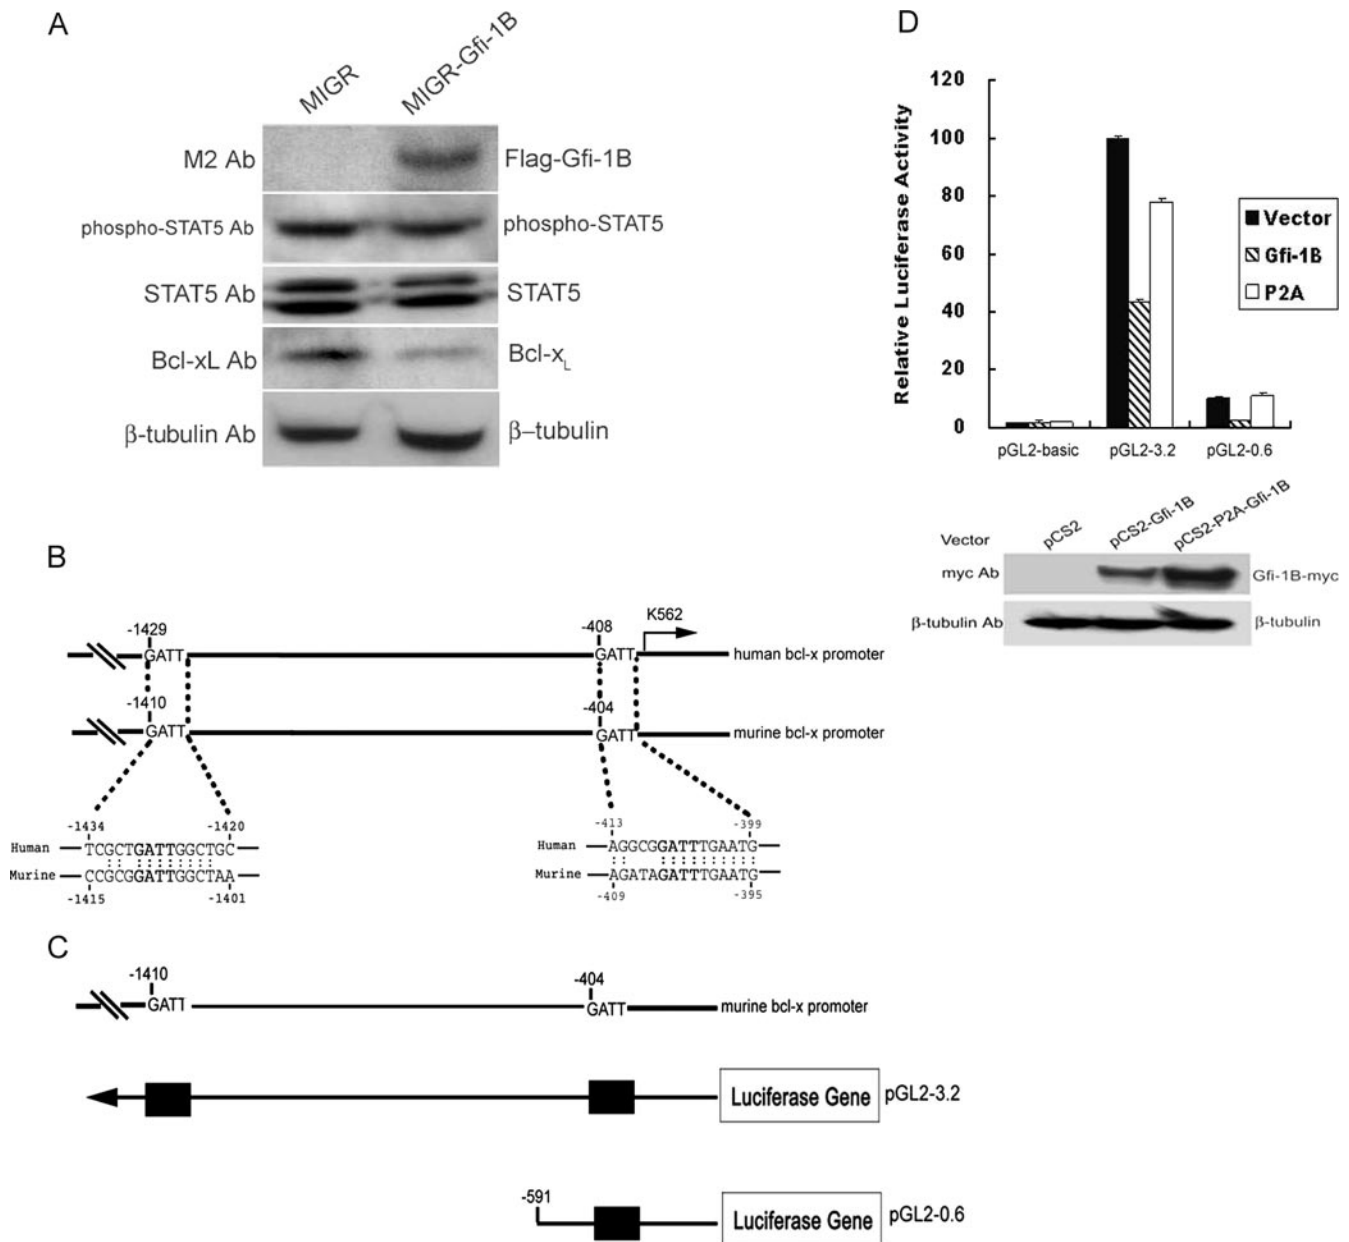 A
MIGR
MIGR-Gfi-1B
M2 Ab
Flag-Gfi-1B
phospho-STAT5 Ab
phospho-STAT5
STAT5 Ab
STAT5
Bcl-xL Ab
Bcl-xL
β-tubulin Ab
β–tubulin
B
-1429
-408
K562
GATT
GATT
human bcl-x promoter
-1410
-404
GATT
GATT
murine bcl-x promoter
-1434
-1420
Human
TCGCTGATTGGCTGC
Murine
CCGCGGATTGGCTAA
-1415
-1401
-413
-399
Human
AGGCGGATTTGAATG
Murine
AGATAGATTTGAATG
-409
-395
C
-1410
-404
GATT
GATT
murine bcl-x promoter
Luciferase Gene
pGL2-3.2
-591
Luciferase Gene
pGL2-0.6
D
Relative Luciferase Activity
120
100
80
60
40
20
0
pGL2-basic
pGL2-3.2
pGL2-0.6
Vector
Gfi-1B
P2A
Vector
pCS2
pCS2-Gfi-1B
pCS2-P2A-Gfi-1B
myc Ab
Gfi-1B-myc
β-tubulin Ab
β-tubulin